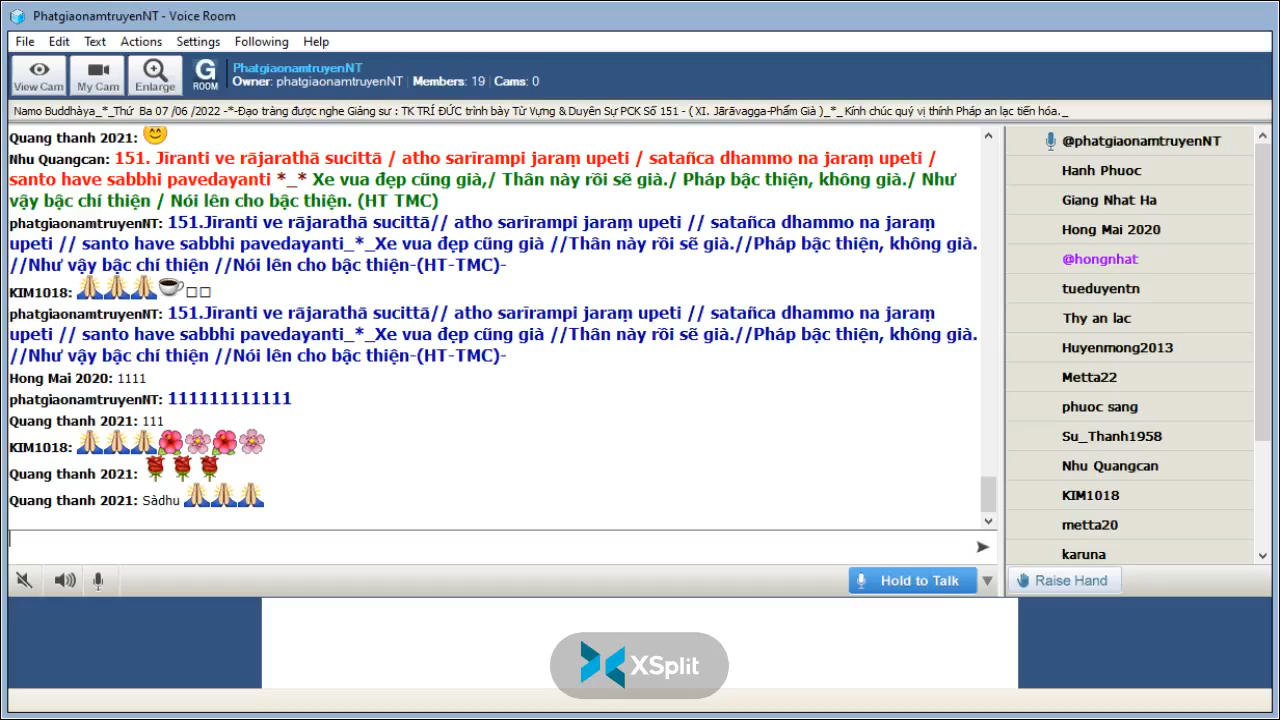 PhatgiaonamtruyenNT - Voice Room
File Edit Text Actions Settings Following Help
View Cam My Cam Enlarge G ROOM
PhatgiaonamtruyenNT
Owner: phatgiaonamtruyenNT | Members: 19 | Cams: 0
Namo Buddhàya_*_Thứ Ba 07 /06 /2022 -*-Đạo tràng được nghe Giảng sư : TK TRÍ ĐỨC trình bày Từ Vựng & Duyên Sự PCK Số 151 - ( XI. Jārāvagga-Phẩm Già )_*_ Kính chúc quý vị thính Pháp an lạc tiến hóa._
Quang thanh 2021:
Nhu Quangcan: 151. Jīranti ve rājarathā sucittā / atho sarīrampi jaraṃ upeti / satañca dhammo na jaraṃ upeti /
santo have sabbhi pavedayanti *_* Xe vua đẹp cũng già,/ Thân này rồi sẽ già./ Pháp bậc thiện, không già./ Như
vậy bậc chí thiện / Nói lên cho bậc thiện. (HT TMC)
phatgiaonamtruyenNT: 151.Jīranti ve rājarathā sucittā// atho sarīrampi jaraṃ upeti // satañca dhammo na jaraṃ
upeti // santo have sabbhi pavedayanti_*_Xe vua đẹp cũng già //Thân này rồi sẽ già.//Pháp bậc thiện, không già.
//Như vậy bậc chí thiện //Nói lên cho bậc thiện-(HT-TMC)-
KIM1018:
phatgiaonamtruyenNT: 151.Jīranti ve rājarathā sucittā// atho sarīrampi jaraṃ upeti // satañca dhammo na jaraṃ
upeti // santo have sabbhi pavedayanti_*_Xe vua đẹp cũng già //Thân này rồi sẽ già.//Pháp bậc thiện, không già.
//Như vậy bậc chí thiện //Nói lên cho bậc thiện-(HT-TMC)-
Hong Mai 2020: 1111
phatgiaonamtruyenNT: 111111111111
Quang thanh 2021: 111
KIM1018:
Quang thanh 2021:
Quang thanh 2021: Sàdhu
@phatgiaonamtruyenNT
Hanh Phuoc
Giang Nhat Ha
Hong Mai 2020
@hongnhat
tueduyentn
Thy an lac
Huyenmong2013
Metta22
phuoc sang
Su_Thanh1958
Nhu Quangcan
KIM1018
metta20
karuna
Hold to Talk
Raise Hand
XSplit